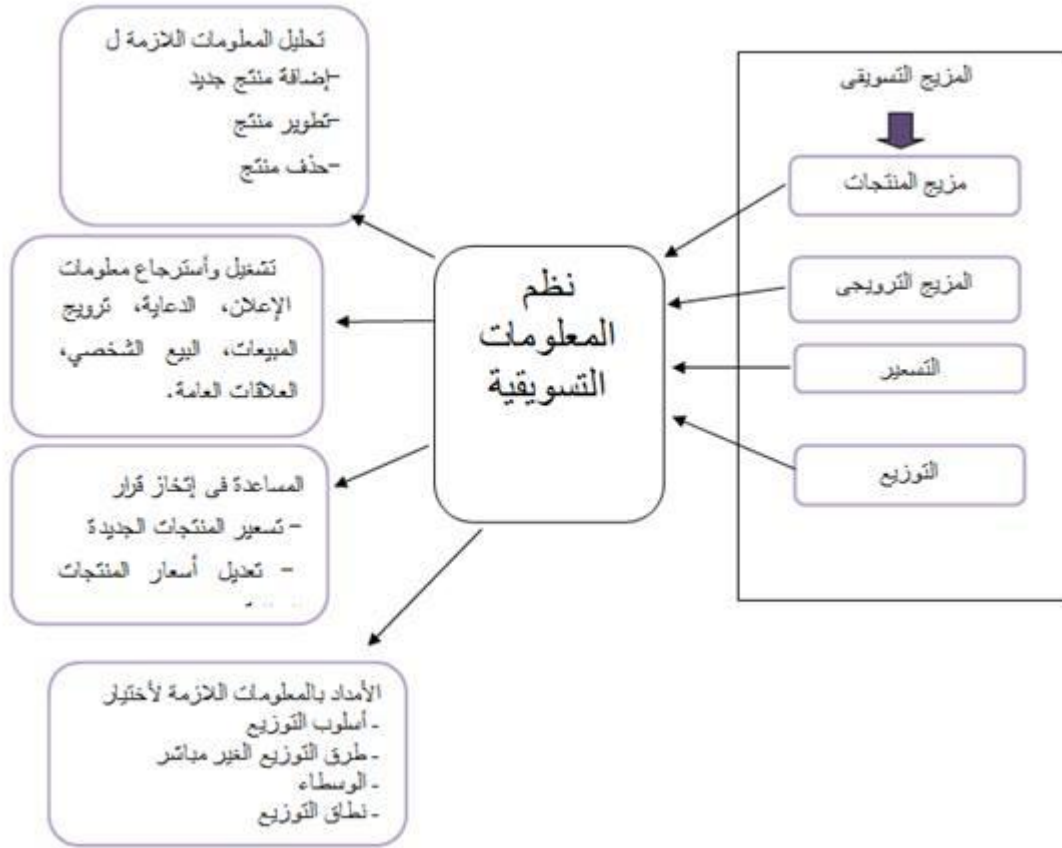 المزيج التسويقى
مزيج المنتجات
المزيج الترويجى
التسعير
التوزيع
نظم
المعلومات
التسويقية
تحليل المعلومات اللازمة ل
-إضافة منتج جديد
-تطوير منتج
-حذف منتج
تشغيل وأسترجاع معلومات
الإعلان، الدعاية، ترويج
المبيعات، البيع الشخصي،
العلاقات العامة.
المساعدة فى إتخاز قرار
- تسعير المنتجات الجديدة
- تعديل أسعار المنتجات
الأمداد بالمعلومات اللازمة لأختيار
- أسلوب التوزيع
- طرق التوزيع الغير مباشر
- الوسطاء
- نطاق التوزيع